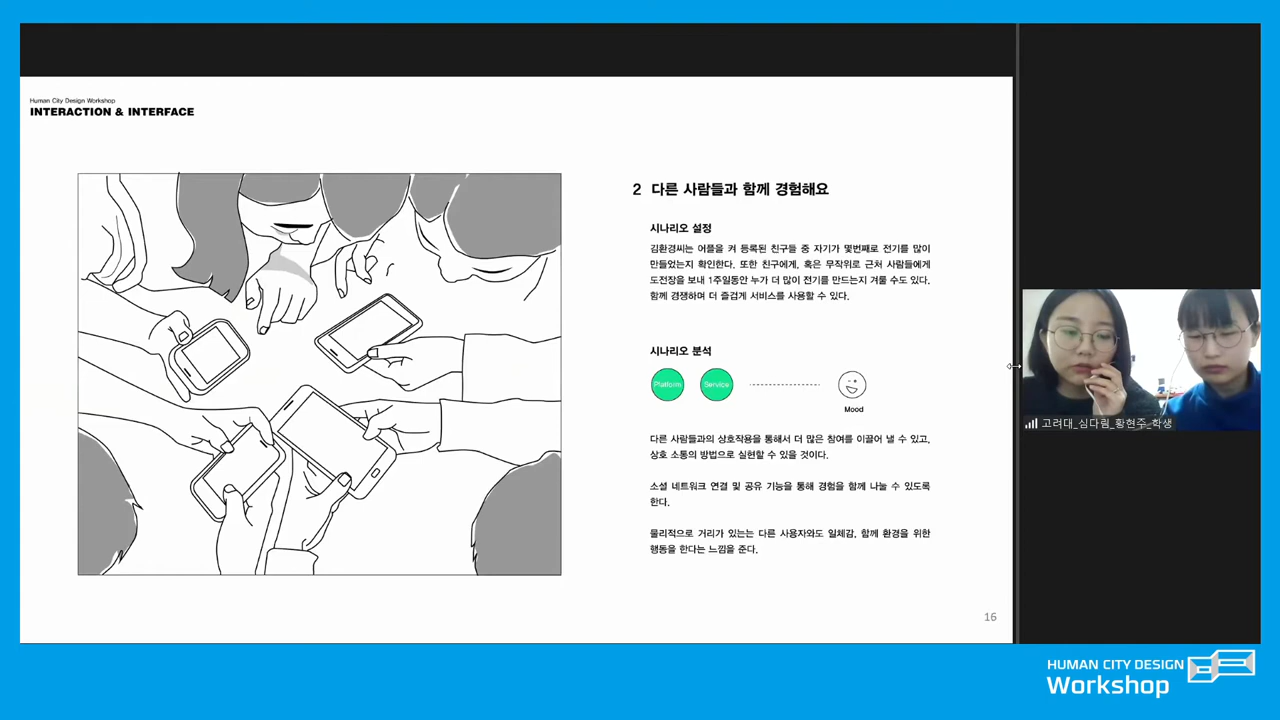 Human City Design Workshop
INTERACTION & INTERFACE
2 다른 사람들과 함께 경험해요
시나리오 설정
김환경씨는 어플을 켜 등록된 친구들 중 자기가 몇번째로 전기를 많이
만들었는지 확인한다. 또한 친구에게, 혹은 무작위로 근처 사람들에게
도전장을 보내 1주일동안 누가 더 많이 전기를 만드는지 겨룰 수도 있다.
함께 경쟁하며 더 즐겁게 서비스를 사용할 수 있다.
시나리오 분석
Platform
Service
Mood
다른 사람들과의 상호작용을 통해서 더 많은 참여를 이끌어 낼 수 있고,
상호 소통의 방법으로 실현할 수 있을 것이다.
소셜 네트워크 연결 및 공유 기능을 통해 경험을 함께 나눌 수 있도록
한다.
물리적으로 거리가 있는는 다른 사용자와도 일체감, 함께 환경을 위한
행동을 한다는 느낌을 준다.
16
고려대_심다림_황현주_학생
HUMAN CITY DESIGN
Workshop